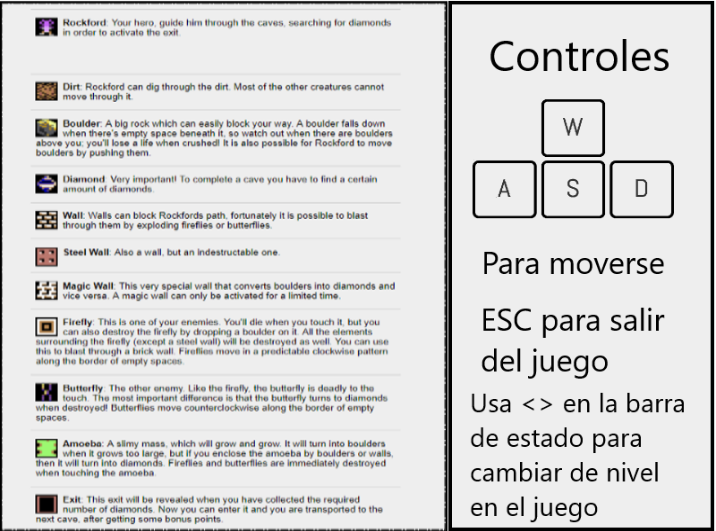 Rockford: Your hero, guide him through the caves, searching for diamonds
in order to activate the exit.
Dirt: Rockford can dig through the dirt. Most of the other creatures cannot
move through it.
Boulder: A big rock which can easily block your way. A boulder falls down
when there's empty space beneath it, so watch out when there are boulders
above you; you'll lose a life when crushed! It is also possible for Rockford to move
boulders by pushing them.
Diamond: Very important! To complete a cave you have to find a certain
amount of diamonds.
Wall: Walls can block Rockfords path, fortunately it is possible to blast
through them by exploding fireflies or butterflies.
Steel Wall: Also a wall, but an indestructable one.
Magic Wall: This very special wall that converts boulders into diamonds and
vice versa. A magic wall can only be activated for a limited time.
Firefly: This is one of your enemies. You'll die when you touch it, but you
can also destroy the firefly by dropping a boulder on it. All the elements
surrounding the firefly (except a steel wall) will be destroyed as well. You can use
this to blast through a brick wall. Fireflies move in a predictable clockwise pattern
along the border of empty spaces.
Butterfly: The other enemy. Like the firefly, the butterfly is deadly to the
touch. The most important difference is that the butterfly turns to diamonds
when destroyed! Butterflies move counterclockwise along the border of empty
spaces.
Amoeba: A slimy mass, which will grow and grow. It will turn into boulders
when it grows too large, but if you enclose the amoeba by boulders or walls,
then it will turn into diamonds. Fireflies and butterflies are immediately destroyed
when touching the amoeba.
Exit: This exit will be revealed when you have collected the required
number of diamonds. Now you can enter it and you are transported to the
next cave, after getting some bonus points.
Controles
W
A S D
Para moverse
ESC para salir
del juego
Usa <> en la barra
de estado para
cambiar de nivel
en el juego